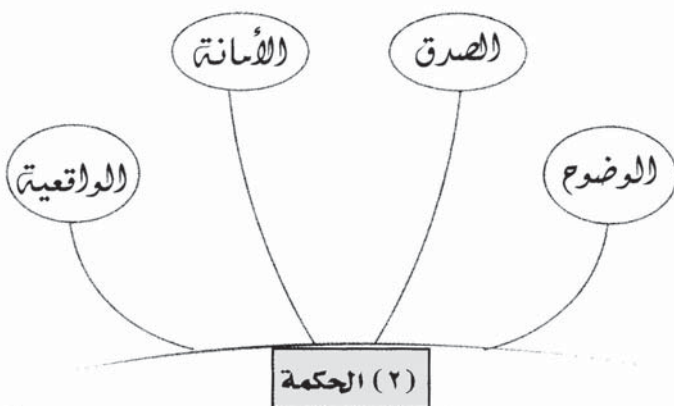 الصدق
الأمانة
الوضوح
الواقعية
(٢) الحكمة